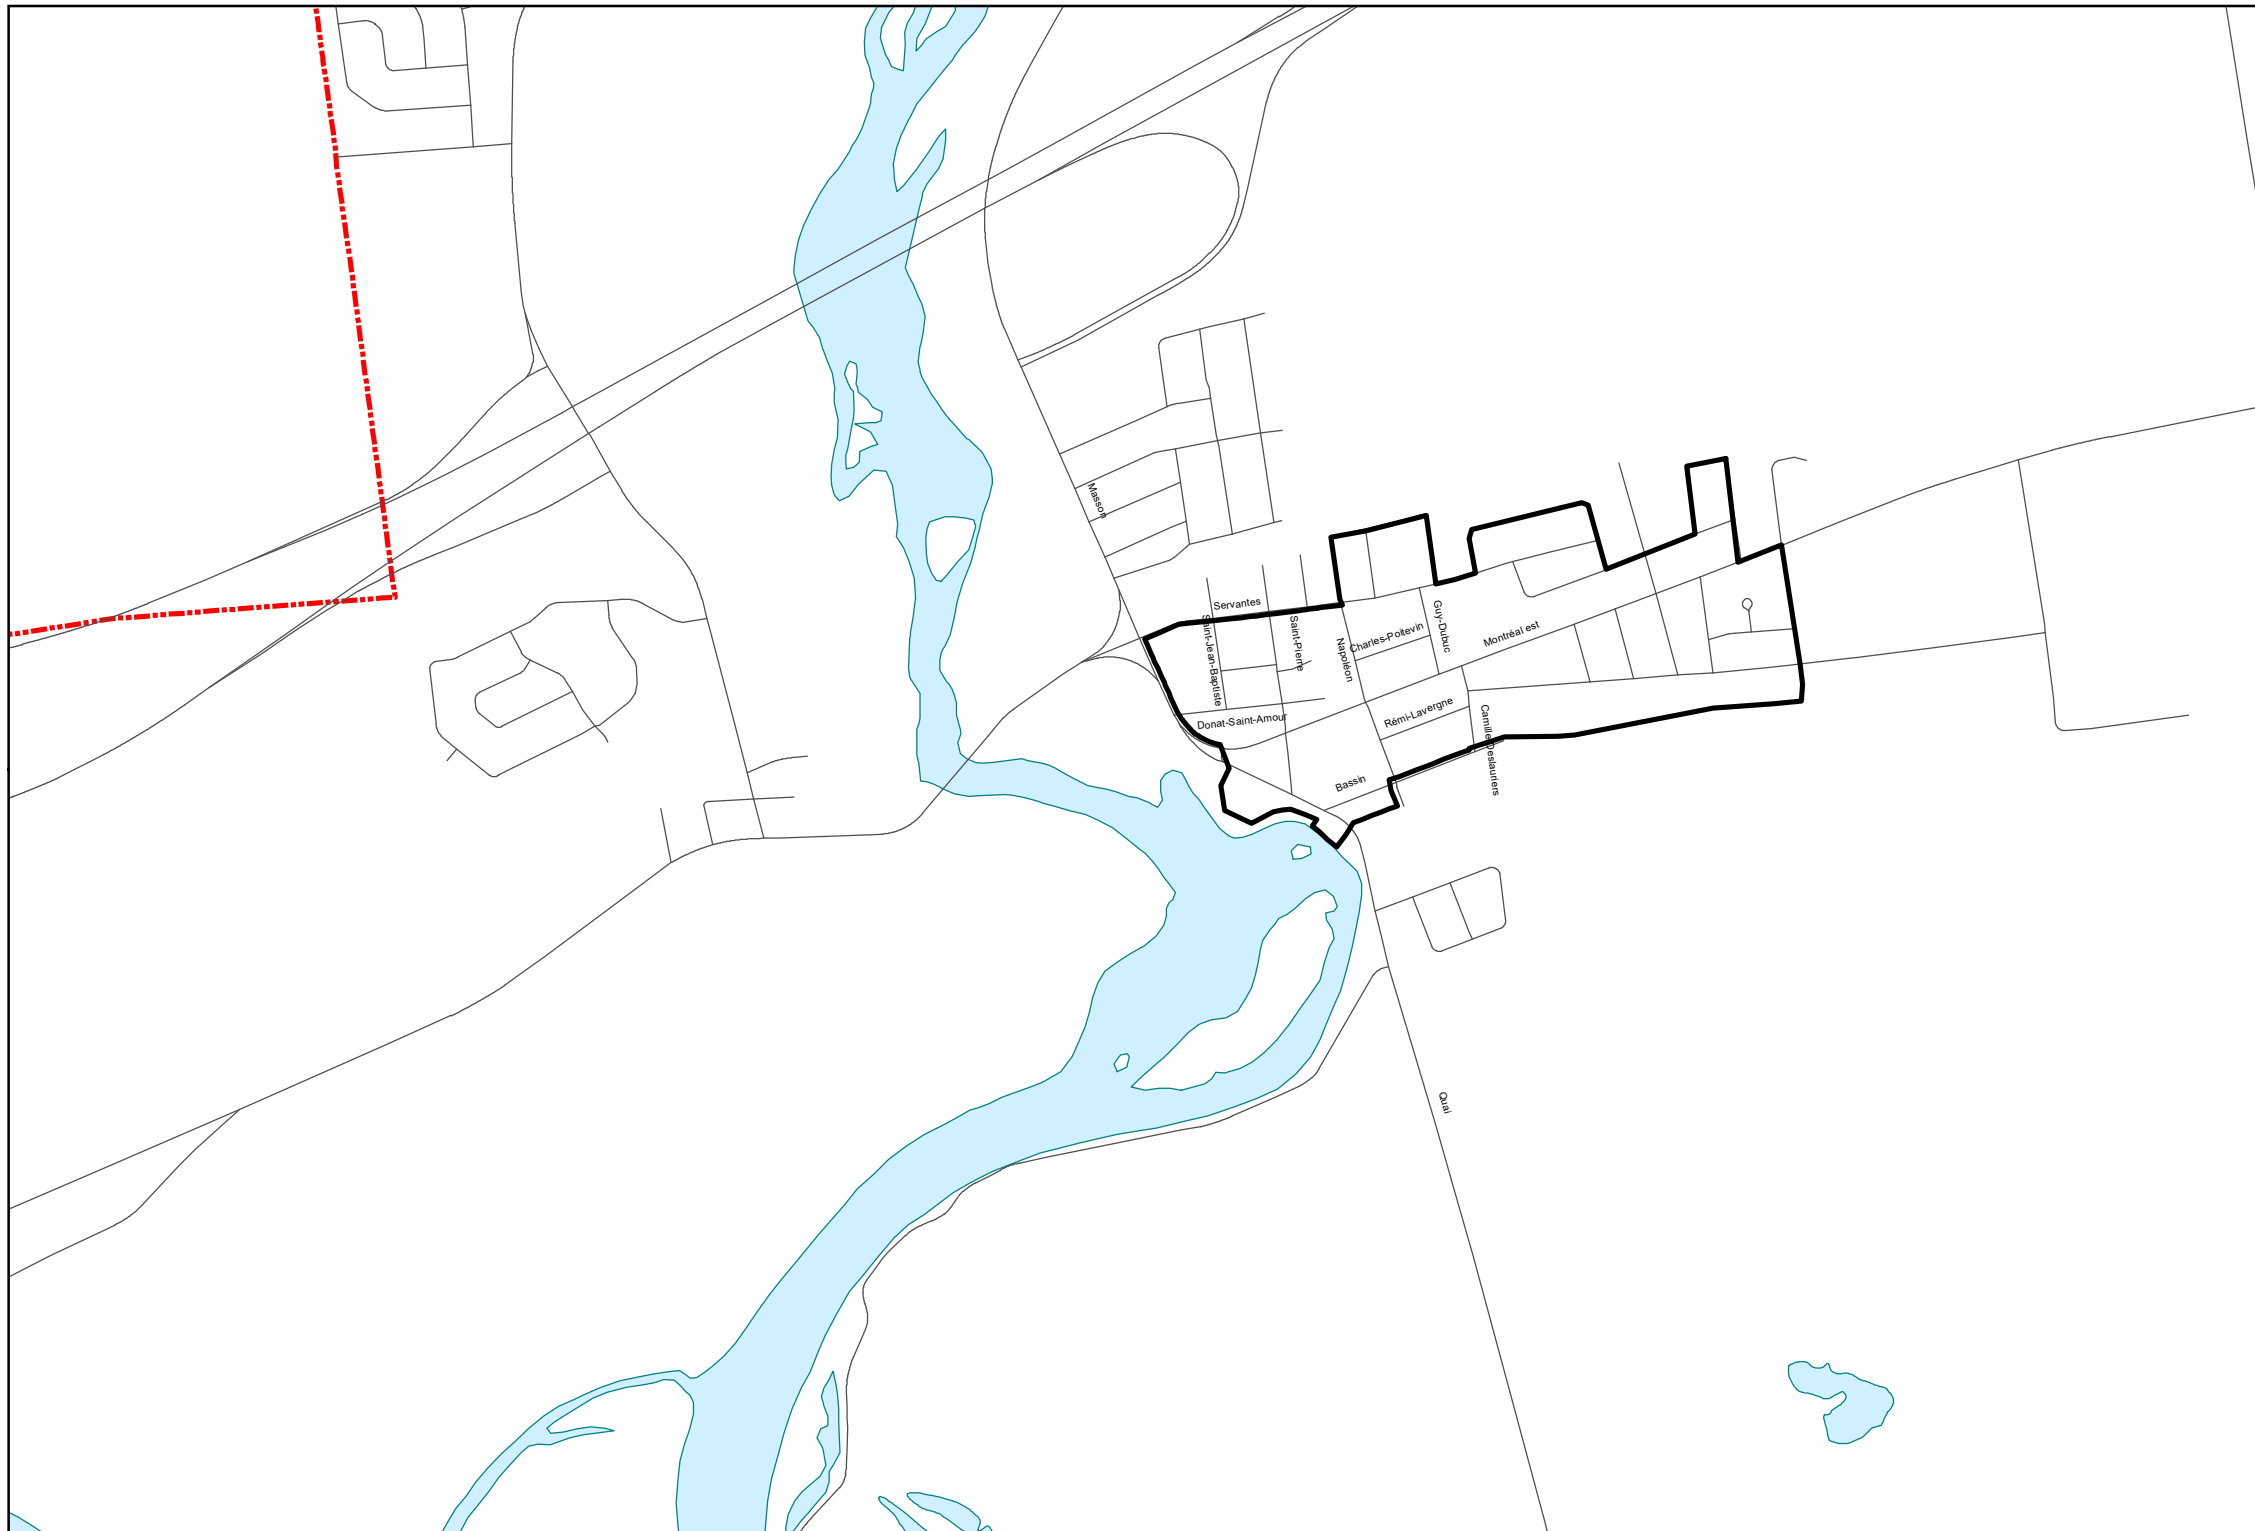 Masson
Servantes
Saint-Jean-Baptiste
Saint-Pierre
Napoléon
Charles-Poitevin
Guy-Dubuc
Montréal est
Donat-Saint-Amour
Rémi-Lavergne
Camille-Deslauriers
Bassin
Quai